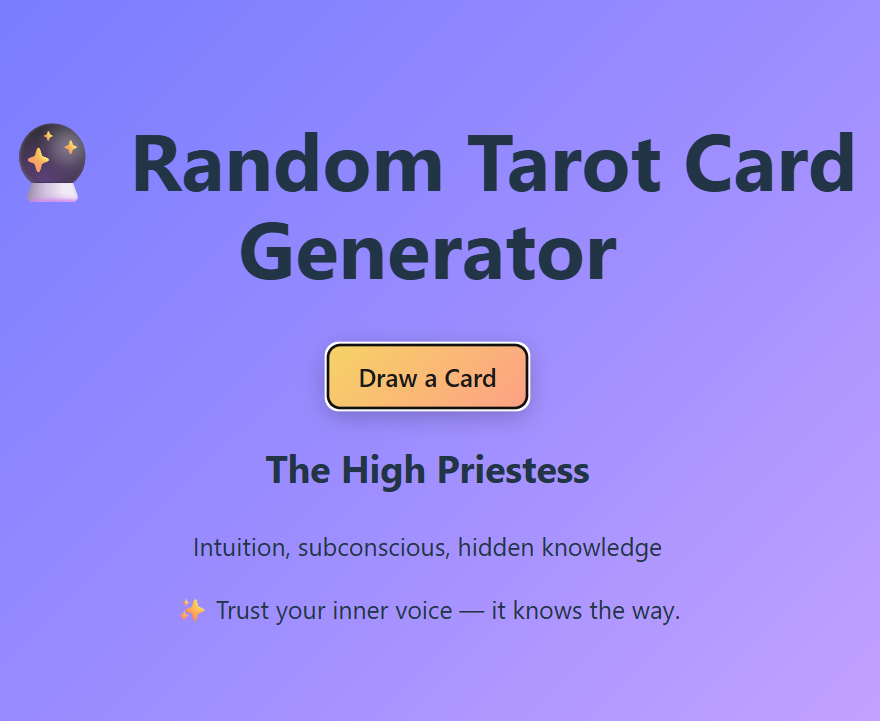 🔮 Random Tarot Card
Generator
Draw a Card
The High Priestess
Intuition, subconscious, hidden knowledge
✨ Trust your inner voice — it knows the way.